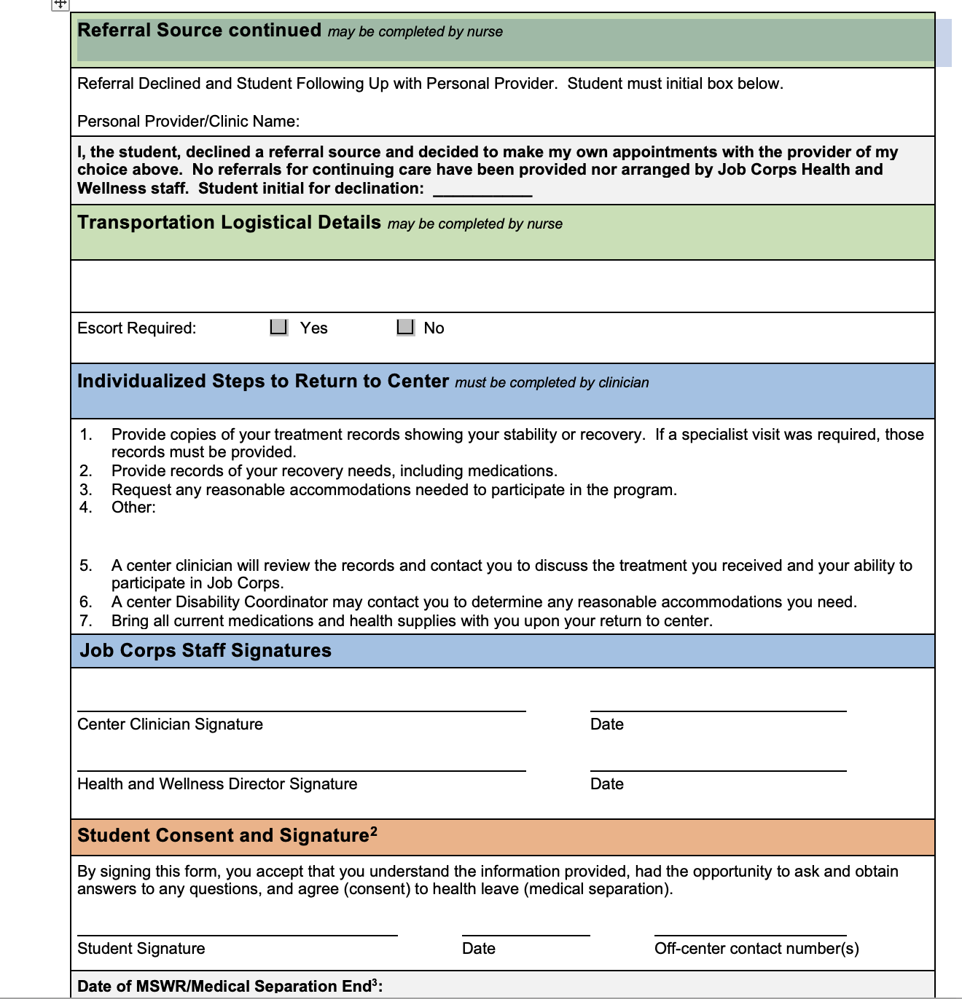 Referral Source continued may be completed by nurse
Referral Declined and Student Following Up with Personal Provider.  Student must initial box below.
Personal Provider/Clinic Name:
I, the student, declined a referral source and decided to make my own appointments with the provider of my
choice above.  No referrals for continuing care have been provided nor arranged by Job Corps Health and
Wellness staff.  Student initial for declination:  ___________
Transportation Logistical Details may be completed by nurse
Escort Required: Yes No
Individualized Steps to Return to Center must be completed by clinician
1. Provide copies of your treatment records showing your stability or recovery.  If a specialist visit was required, those
records must be provided.
2. Provide records of your recovery needs, including medications.
3. Request any reasonable accommodations needed to participate in the program.
4. Other:
5. A center clinician will review the records and contact you to discuss the treatment you received and your ability to
participate in Job Corps.
6. A center Disability Coordinator may contact you to determine any reasonable accommodations you need.
7. Bring all current medications and health supplies with you upon your return to center.
Job Corps Staff Signatures
Center Clinician Signature Date
Health and Wellness Director Signature Date
Student Consent and Signature²
By signing this form, you accept that you understand the information provided, had the opportunity to ask and obtain
answers to any questions, and agree (consent) to health leave (medical separation).
Student Signature Date Off-center contact number(s)
Date of MSWR/Medical Separation End³: